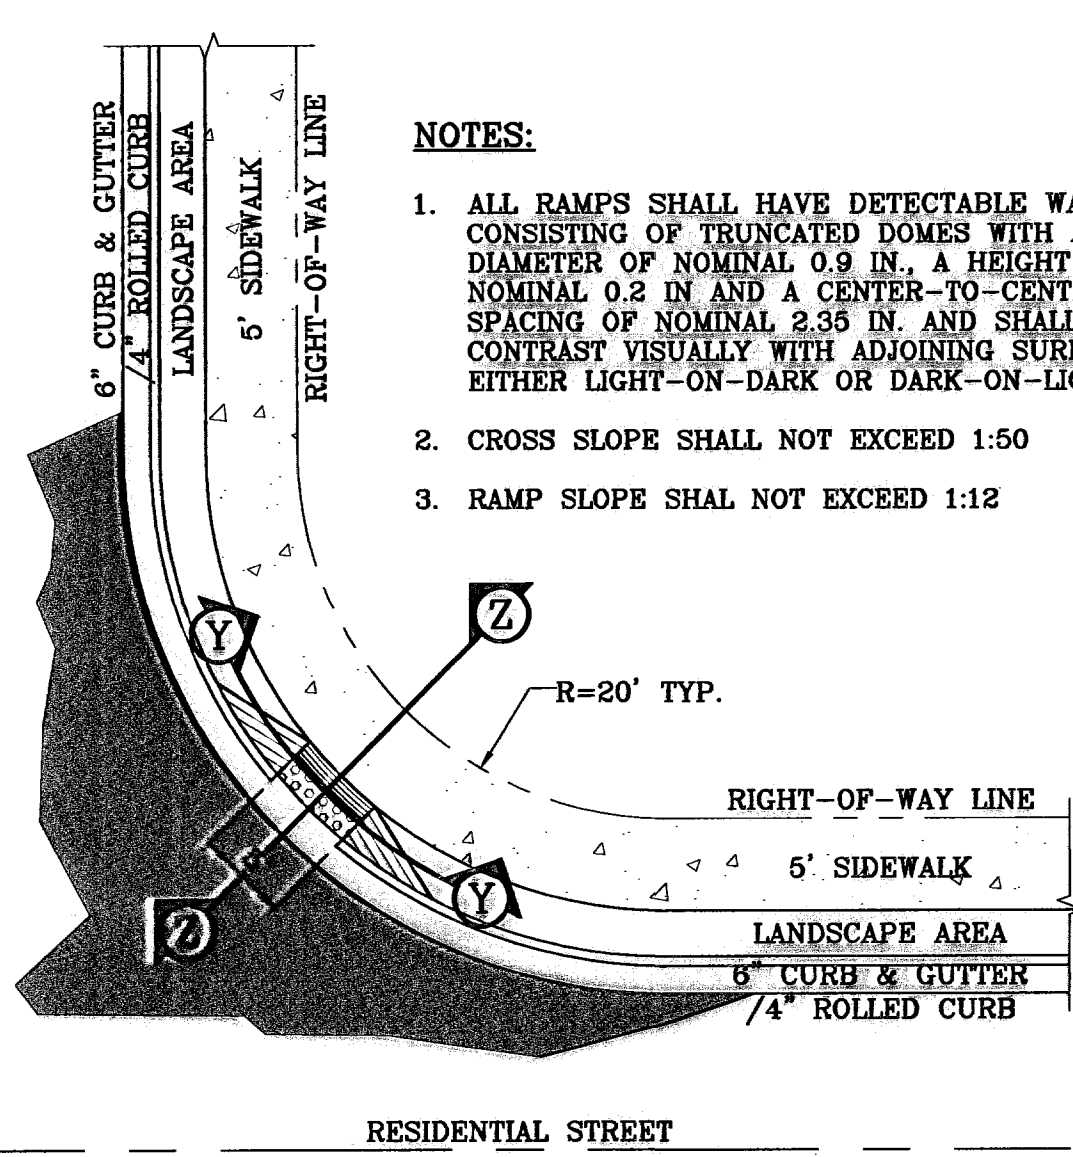 6" CURB & GUTTER
/4" ROLLED CURB
LANDSCAPE AREA
5' SIDEWALK
RIGHT-OF-WAY LINE
NOTES:
1. ALL RAMPS SHALL HAVE DETECTABLE
CONSISTING OF TRUNCATED DOMES WITH
DIAMETER OF NOMINAL 0.9 IN., A HEIGHT
NOMINAL 0.2 IN AND A CENTER-TO-CENT
SPACING OF NOMINAL 2.35 IN. AND SHALL
CONTRAST VISUALLY WITH ADJOINING SUR
EITHER LIGHT-ON-DARK OR DARK-ON-LI
2. CROSS SLOPE SHALL NOT EXCEED 1:50
3. RAMP SLOPE SHAL NOT EXCEED 1:12
Z
Y
R=20' TYP.
RIGHT-OF-WAY LINE
5' SIDEWALK
Y
Z
LANDSCAPE AREA
6" CURB & GUTTER
/4" ROLLED CURB
RESIDENTIAL STREET